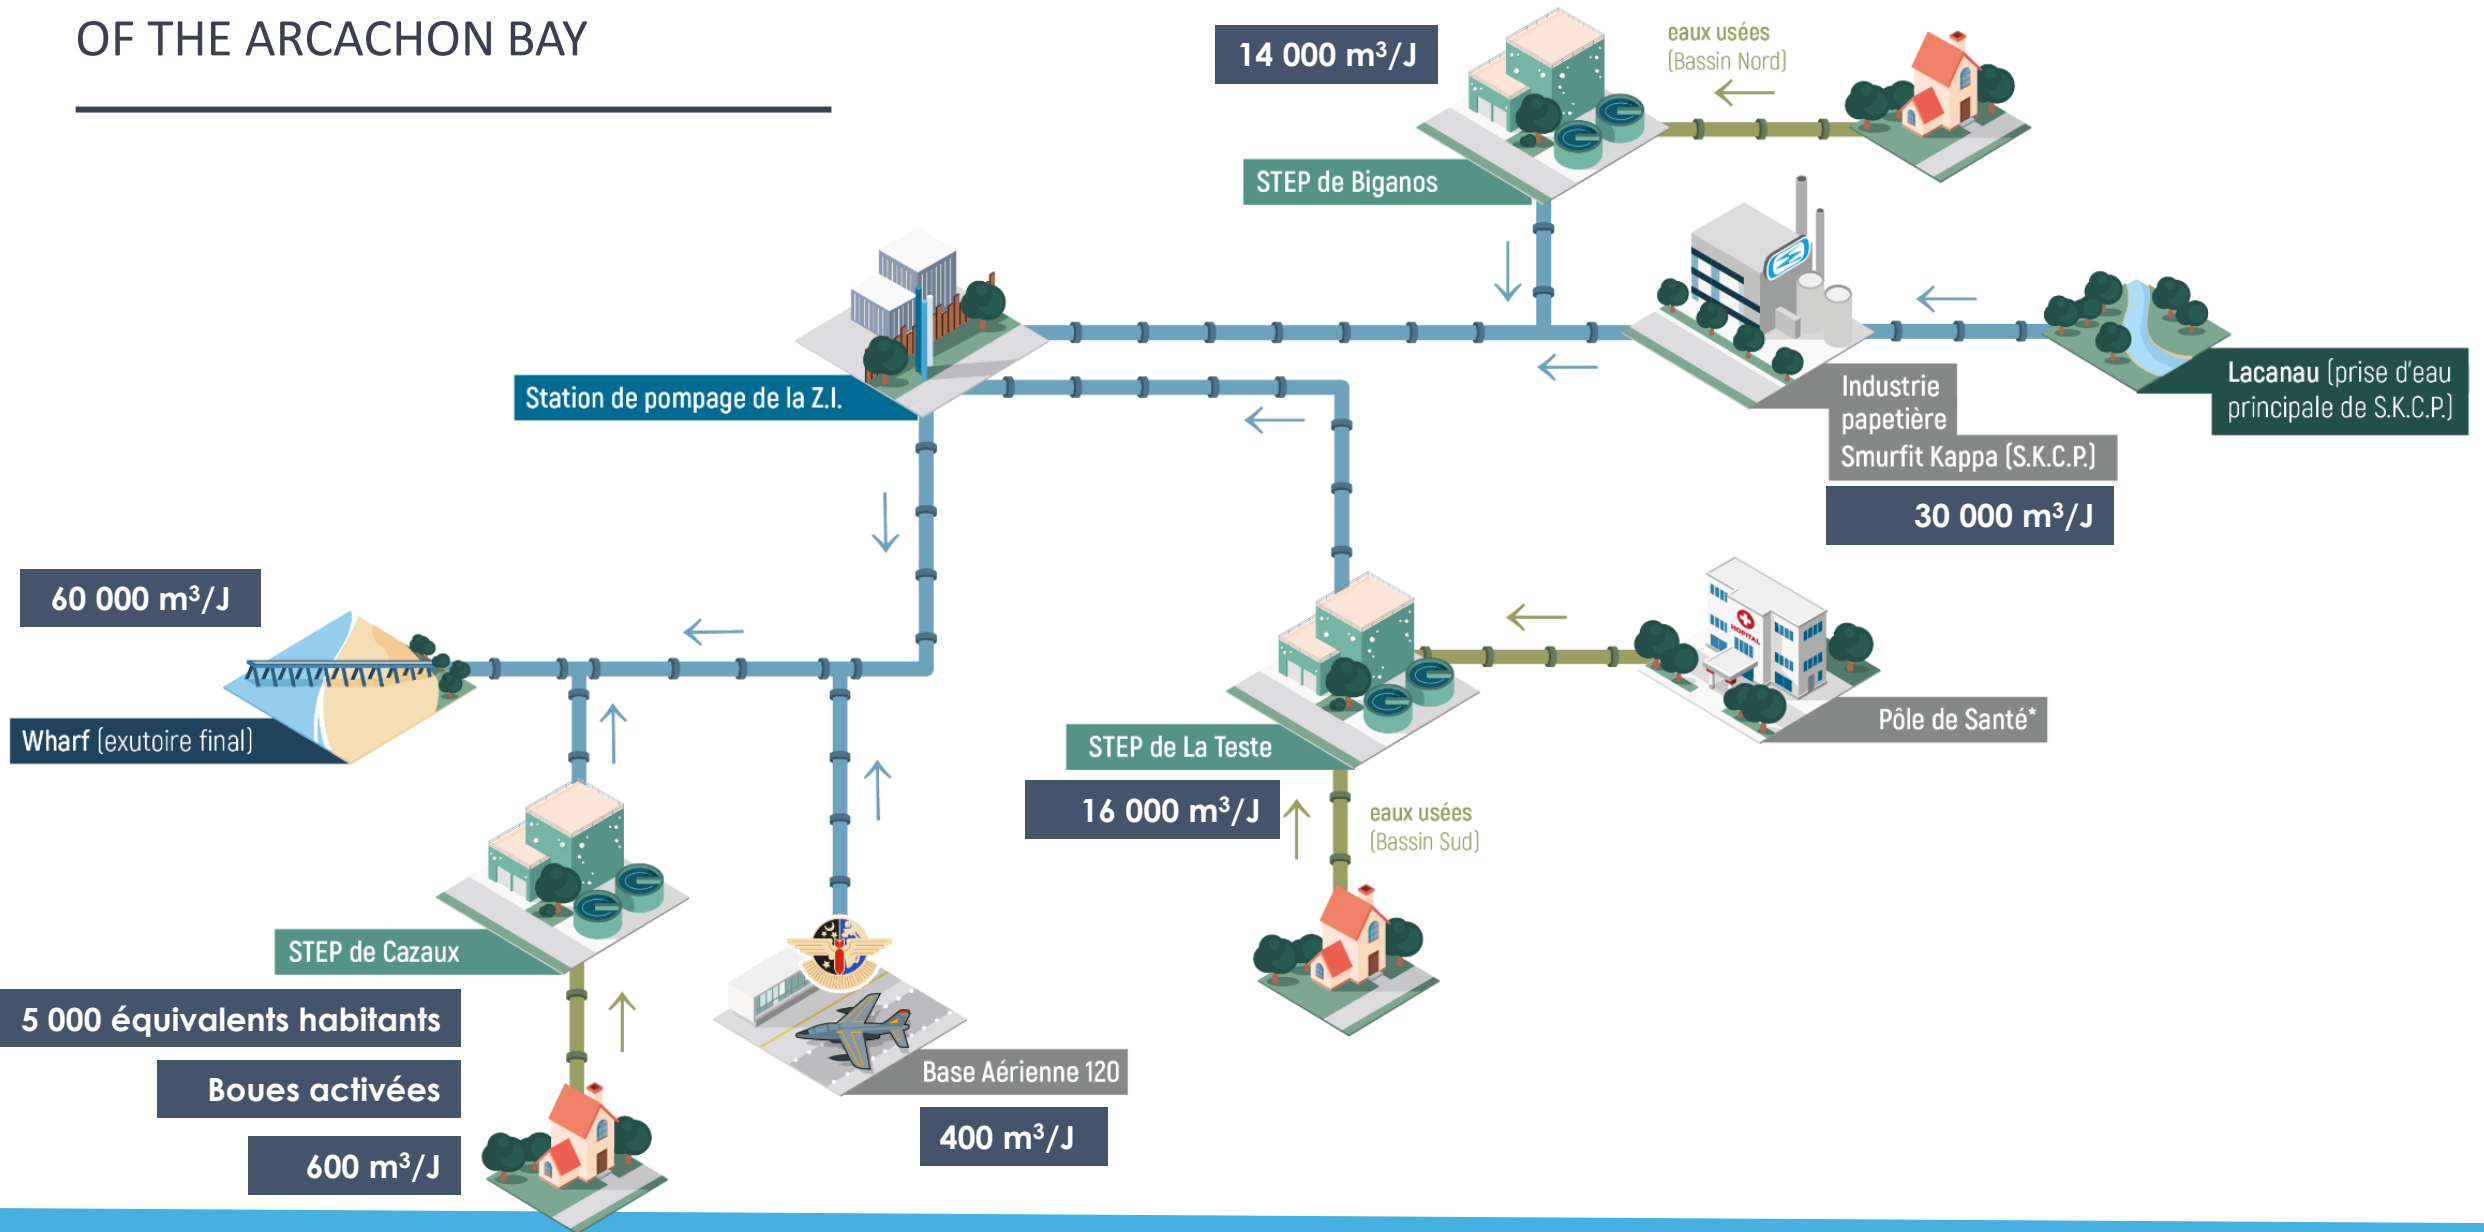 OF THE ARCACHON BAY
14 000 m³/J
eaux usées
(Bassin Nord)
STEP de Biganos
Station de pompage de la Z.I.
Industrie
papetière
Smurfit Kappa (S.K.C.P.)
30 000 m³/J
Lacanau (prise d'eau
principale de S.K.C.P.)
60 000 m³/J
Wharf (exutoire final)
HOPITAL
Pôle de Santé*
STEP de La Teste
16 000 m³/J
eaux usées
(Bassin Sud)
STEP de Cazaux
5 000 équivalents habitants
Boues activées
600 m³/J
Base Aérienne 120
400 m³/J